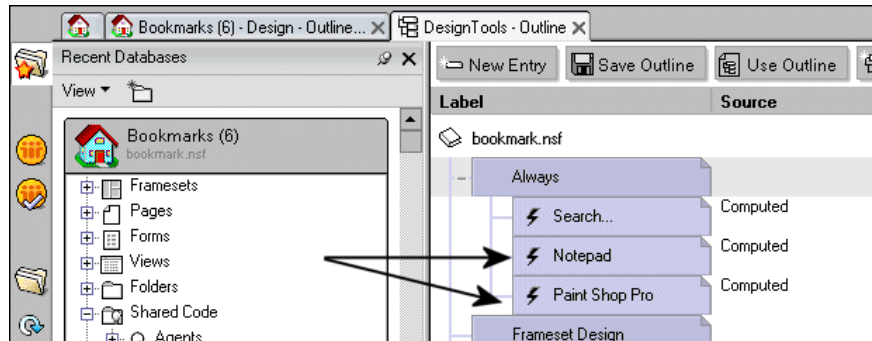 Bookmarks (6) - Design - Outline...
DesignTools - Outline
Recent Databases
View
Bookmarks (6)
bookmark.nsf
Framesets
Pages
Forms
Views
Folders
Shared Code
Agents
New Entry
Save Outline
Use Outline
Label
Source
bookmark.nsf
Always
Search...
Computed
Notepad
Computed
Paint Shop Pro
Computed
Frameset Design